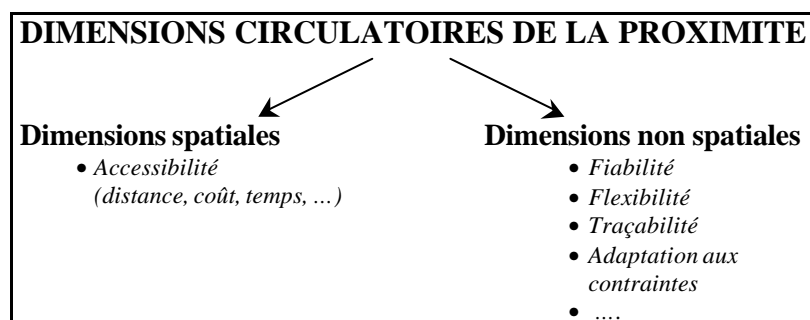 DIMENSIONS CIRCULATOIRES DE LA PROXIMITE
Dimensions spatiales
• Accessibilité
(distance, coût, temps, …)
Dimensions non spatiales
• Fiabilité
• Flexibilité
• Traçabilité
• Adaptation aux
contraintes
• ….